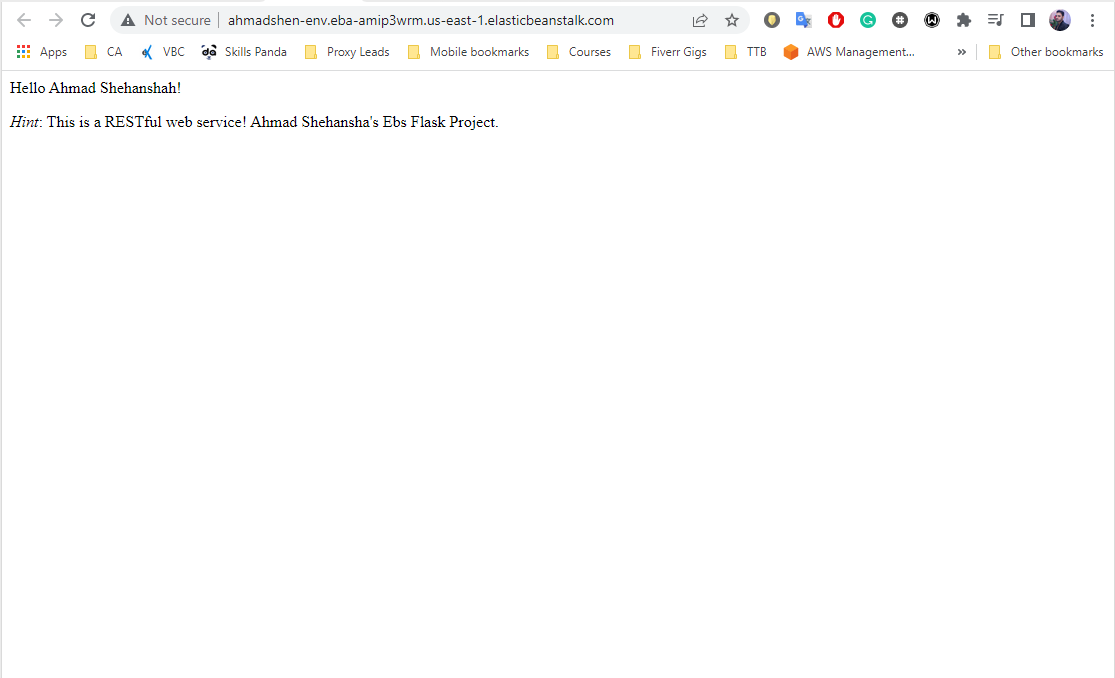 Not secure ahmadshen-env.eba-amip3wrm.us-east-1.elasticbeanstalk.com
Apps CA VBC Skills Panda Proxy Leads Mobile bookmarks Courses Fiverr Gigs TTB AWS Management... » Other bookmarks
Hello Ahmad Shehanshah!
Hint: This is a RESTful web service! Ahmad Shehansha's Ebs Flask Project.